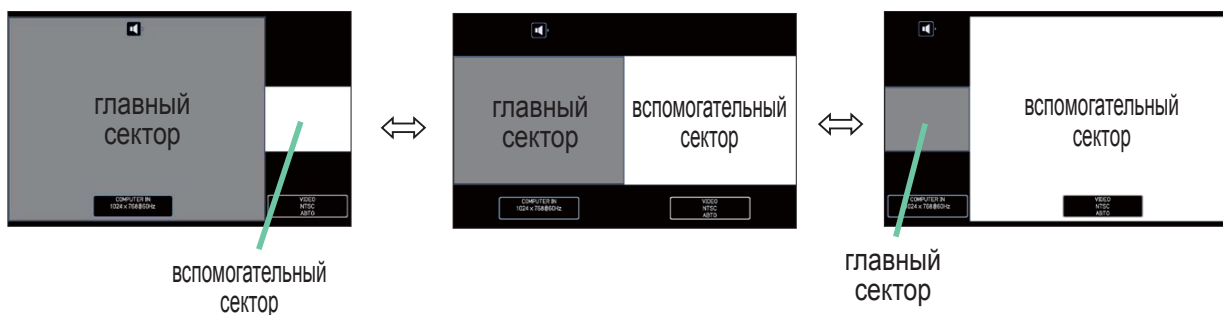 главный
сектор
COMPUTER IN
1024 x 768@60Hz
VIDEO
NTSC
АВТО
вспомогательный
сектор
главный
сектор
вспомогательный
сектор
COMPUTER IN
1024 x 768@60Hz
VIDEO
NTSC
АВТО
вспомогательный
сектор
COMPUTER IN
1024 x 768@60Hz
VIDEO
NTSC
АВТО
главный
сектор